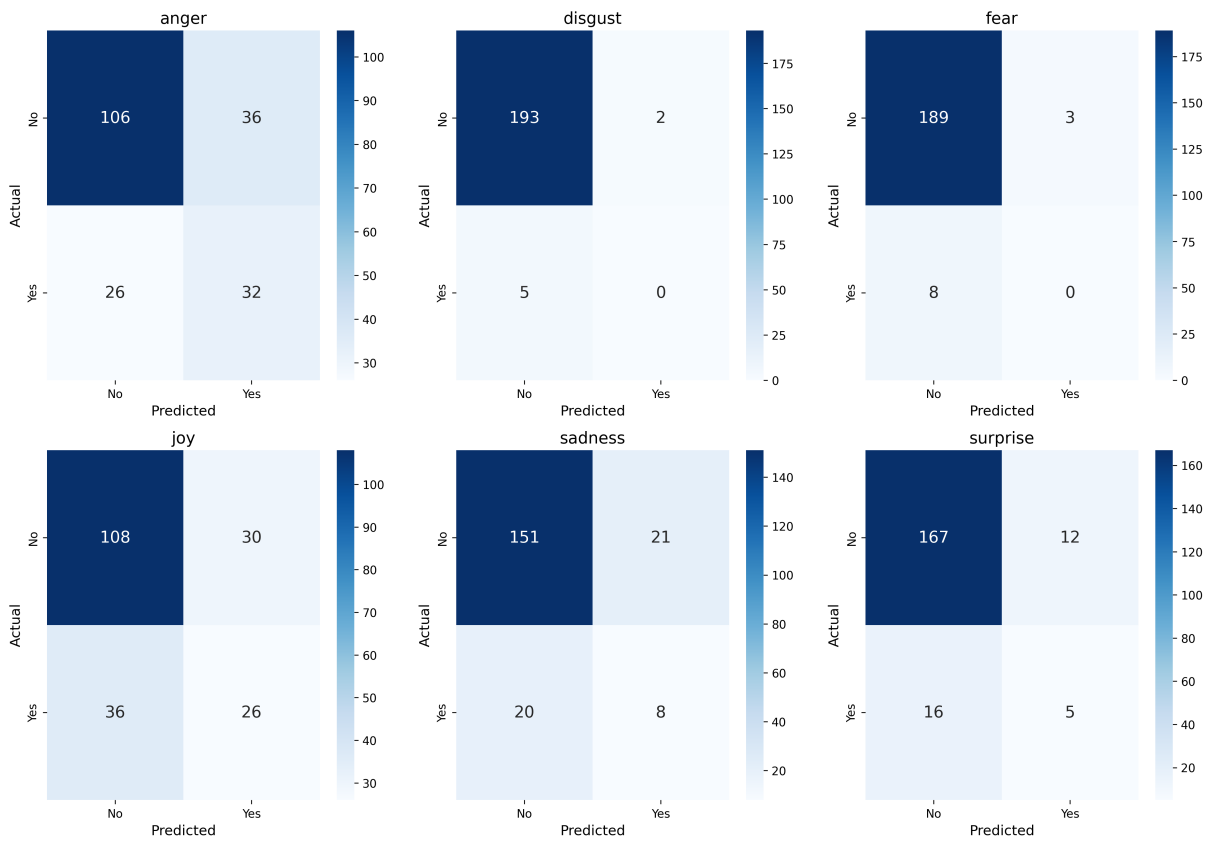 anger
No
106
36
Yes
26
32
No
Yes
Predicted
Actual
100
90
80
70
60
50
40
30
disgust
No
193
2
Yes
5
0
No
Yes
Predicted
Actual
175
150
125
100
75
50
25
0
fear
No
189
3
Yes
8
0
No
Yes
Predicted
Actual
175
150
125
100
75
50
25
0
joy
No
108
30
Yes
36
26
No
Yes
Predicted
Actual
100
90
80
70
60
50
40
30
sadness
No
151
21
Yes
20
8
No
Yes
Predicted
Actual
140
120
100
80
60
40
20
surprise
No
167
12
Yes
16
5
No
Yes
Predicted
Actual
160
140
120
100
80
60
40
20